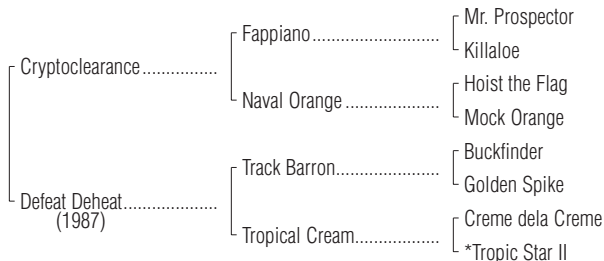 Mr. Prospector
Fappiano
Killaloe
Cryptoclearance
Hoist the Flag
Naval Orange
Mock Orange
Buckfinder
Track Barron
Golden Spike
Defeat Deheat
(1987)
Creme dela Creme
Tropical Cream
*Tropic Star II